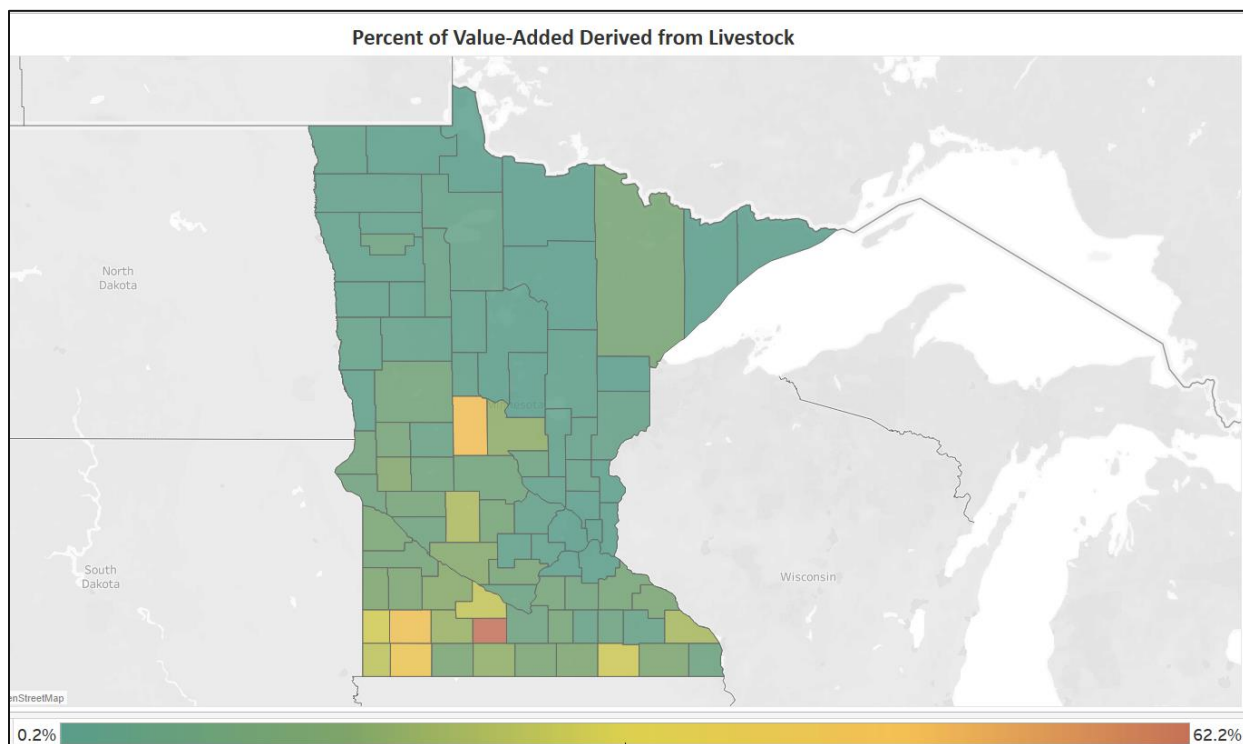 Percent of Value-Added Derived from Livestock
North
Dakota
South
Dakota
Wisconsin
enStreetMap
0.2%
62.2%